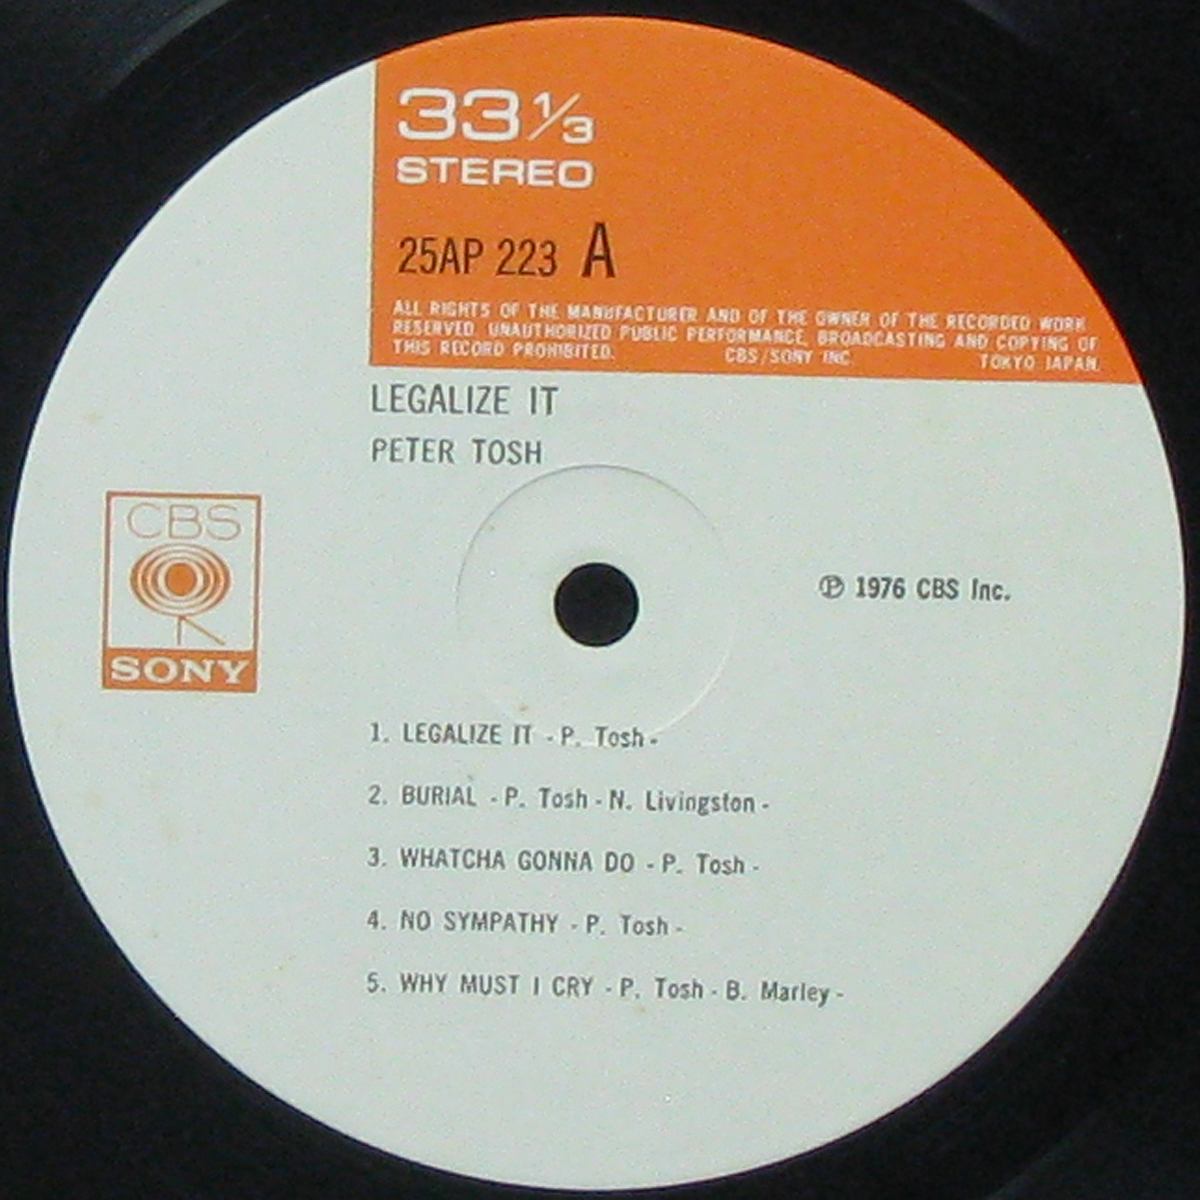 33 1/3
STEREO
25AP 223 A
ALL RIGHTS OF THE MANUFACTURER AND OF THE OWNER OF THE RECORDED WORK
RESERVED. UNAUTHORIZED PUBLIC PERFORMANCE, BROADCASTING AND COPYING OF
THIS RECORD PROHIBITED. CBS/SONY INC. TOKYO JAPAN.
LEGALIZE IT
PETER TOSH
CBS
SONY
℗ 1976 CBS Inc.
1. LEGALIZE IT - P. Tosh -
2. BURIAL - P. Tosh - N. Livingston -
3. WHATCHA GONNA DO - P. Tosh -
4. NO SYMPATHY - P. Tosh -
5. WHY MUST I CRY - P. Tosh - B. Marley -